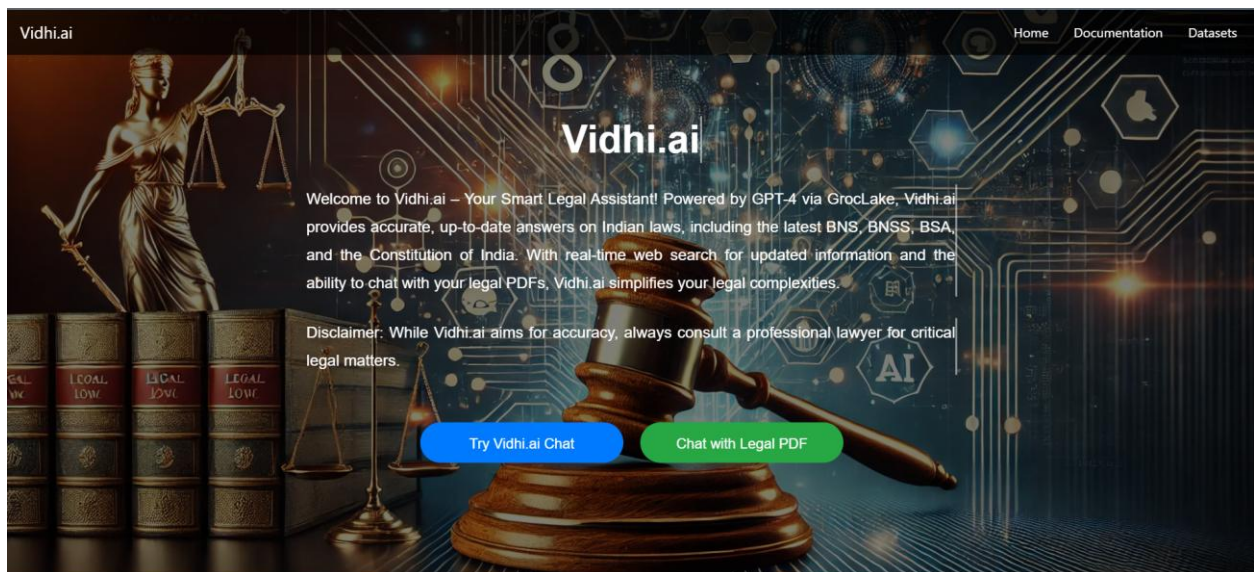 Vidhi.ai
Home Documentation Datasets
Vidhi.ai
Welcome to Vidhi.ai – Your Smart Legal Assistant! Powered by GPT-4 via GrocLake, Vidhi.ai
provides accurate, up-to-date answers on Indian laws, including the latest BNS, BNSS, BSA,
and the Constitution of India. With real-time web search for updated information and the
ability to chat with your legal PDFs, Vidhi.ai simplifies your legal complexities.
Disclaimer: While Vidhi.ai aims for accuracy, always consult a professional lawyer for critical
legal matters.
AI
Try Vidhi.ai Chat
Chat with Legal PDF